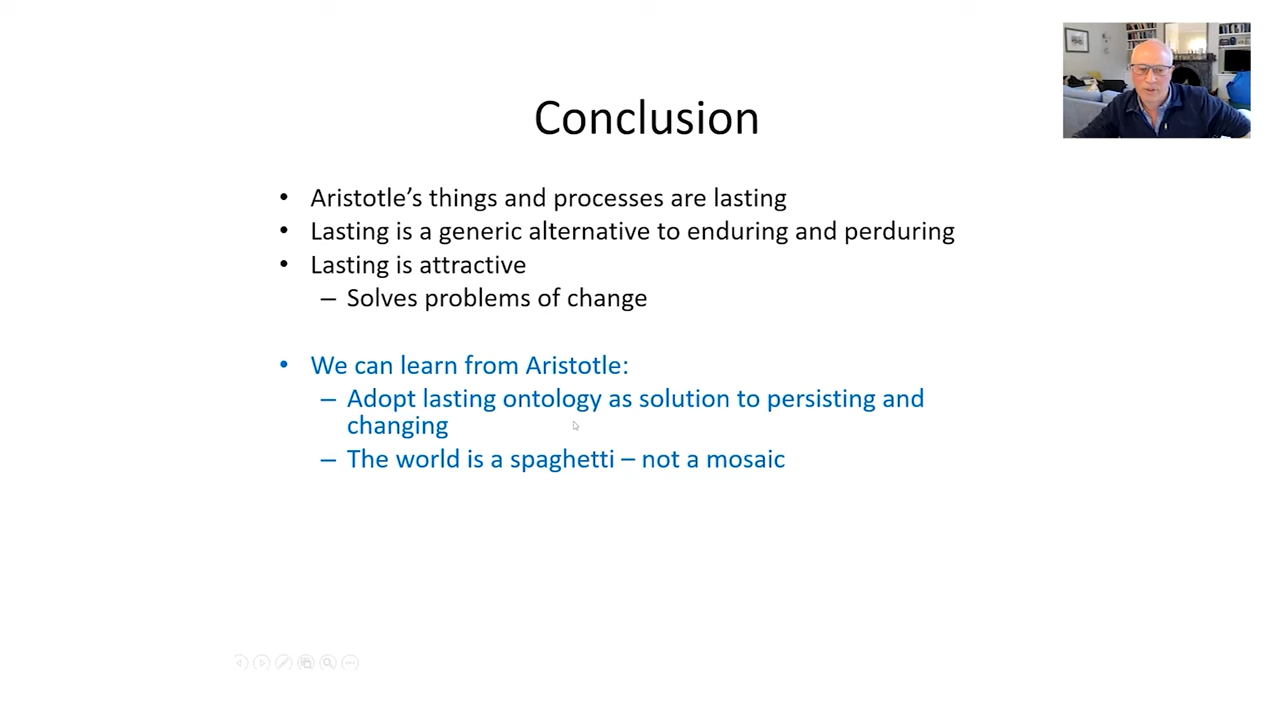 Conclusion
• Aristotle’s things and processes are lasting
• Lasting is a generic alternative to enduring and perduring
• Lasting is attractive
– Solves problems of change
• We can learn from Aristotle:
– Adopt lasting ontology as solution to persisting and
changing
– The world is a spaghetti – not a mosaic